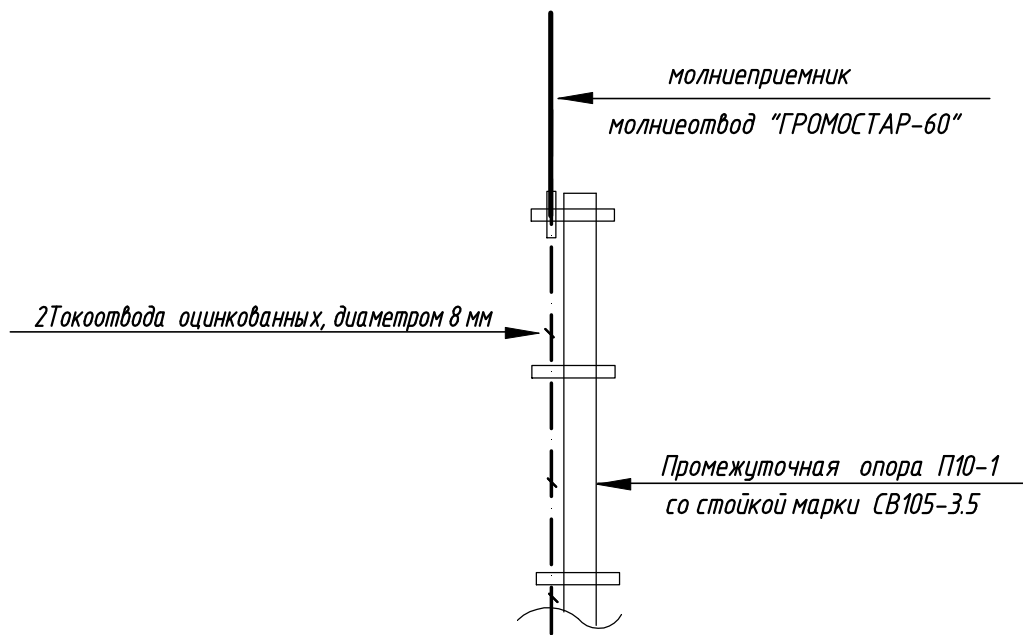 молниеприемник
молниеотвод "ГРОМОСТАР-60"
2Токоотвода оцинкованных, диаметром 8 мм
Промежуточная опора П10-1
со стойкой марки СВ105-3.5